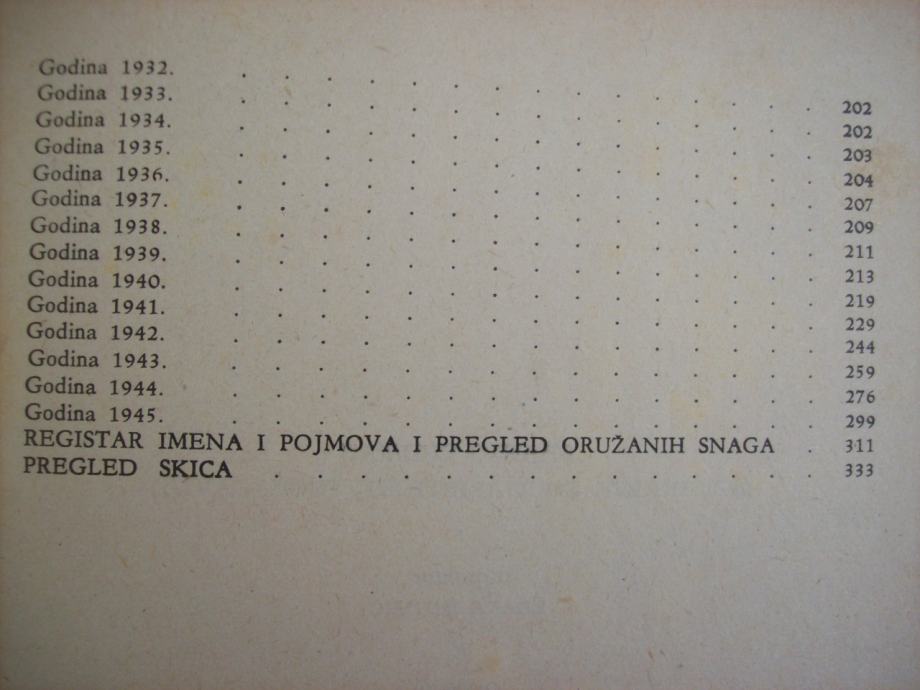 Godina 1932. . . . . . . . . . . . . . . . 202
Godina 1933. . . . . . . . . . . . . . . . 202
Godina 1934. . . . . . . . . . . . . . . . 203
Godina 1935. . . . . . . . . . . . . . . . 204
Godina 1936. . . . . . . . . . . . . . . . 207
Godina 1937. . . . . . . . . . . . . . . . 209
Godina 1938. . . . . . . . . . . . . . . . 211
Godina 1939. . . . . . . . . . . . . . . . 213
Godina 1940. . . . . . . . . . . . . . . . 219
Godina 1941. . . . . . . . . . . . . . . . 229
Godina 1942. . . . . . . . . . . . . . . . 244
Godina 1943. . . . . . . . . . . . . . . . 259
Godina 1944. . . . . . . . . . . . . . . . 276
Godina 1945. . . . . . . . . . . . . . . . 299
REGISTAR IMENA I POJMOVA I PREGLED ORUŽANIH SNAGA . 311
PREGLED SKICA . . . . . . . . . . . . . . 333